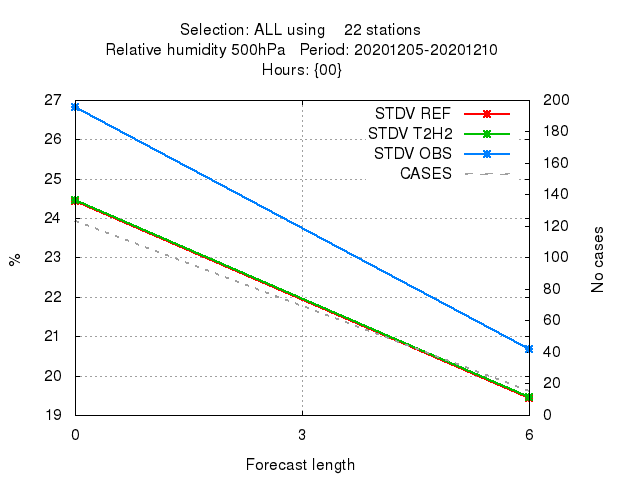 Selection: ALL using 22 stations
Relative humidity 500hPa Period: 20201205-20201210
Hours: {00}
27 200
STDV REF
180
26 STDV T2H2
160
25 STDV OBS
CASES
140
24
120
23 100
22 80
60
21
40
20
20
19 0
0 3 6
%
No cases
Forecast length